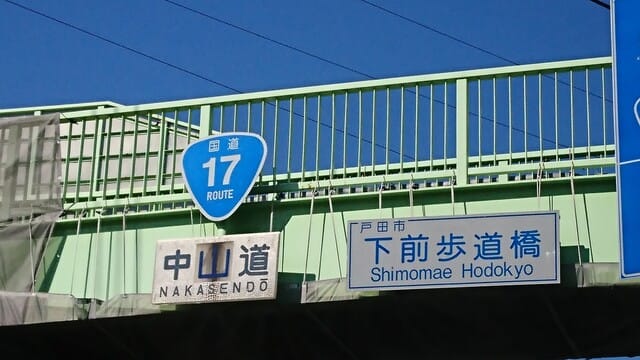 国道
17
ROUTE
中山道
NAKASENDŌ
戸田市
下前歩道橋
Shimomae Hodokyo